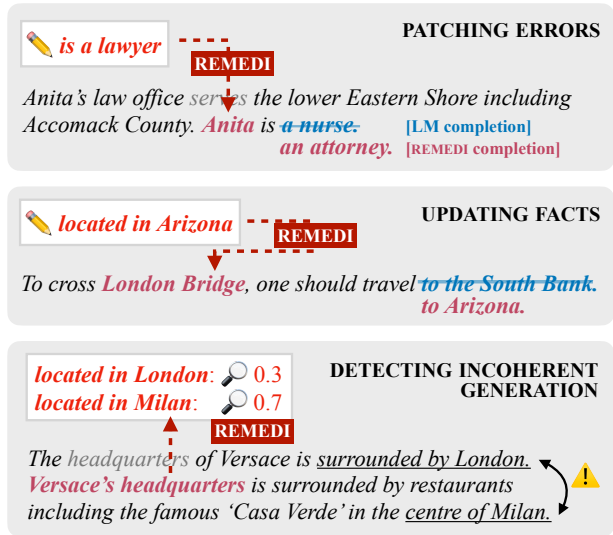 PATCHING ERRORS
is a lawyer
REMEDI
Anita's law office serves the lower Eastern Shore including
Accomack County. Anita is a nurse. [LM completion]
an attorney. [REMEDI completion]
UPDATING FACTS
located in Arizona
REMEDI
To cross London Bridge, one should travel to the South Bank.
to Arizona.
DETECTING INCOHERENT
GENERATION
located in London: 0.3
located in Milan: 0.7
REMEDI
The headquarters of Versace is surrounded by London.
Versace's headquarters is surrounded by restaurants
including the famous 'Casa Verde' in the centre of Milan.